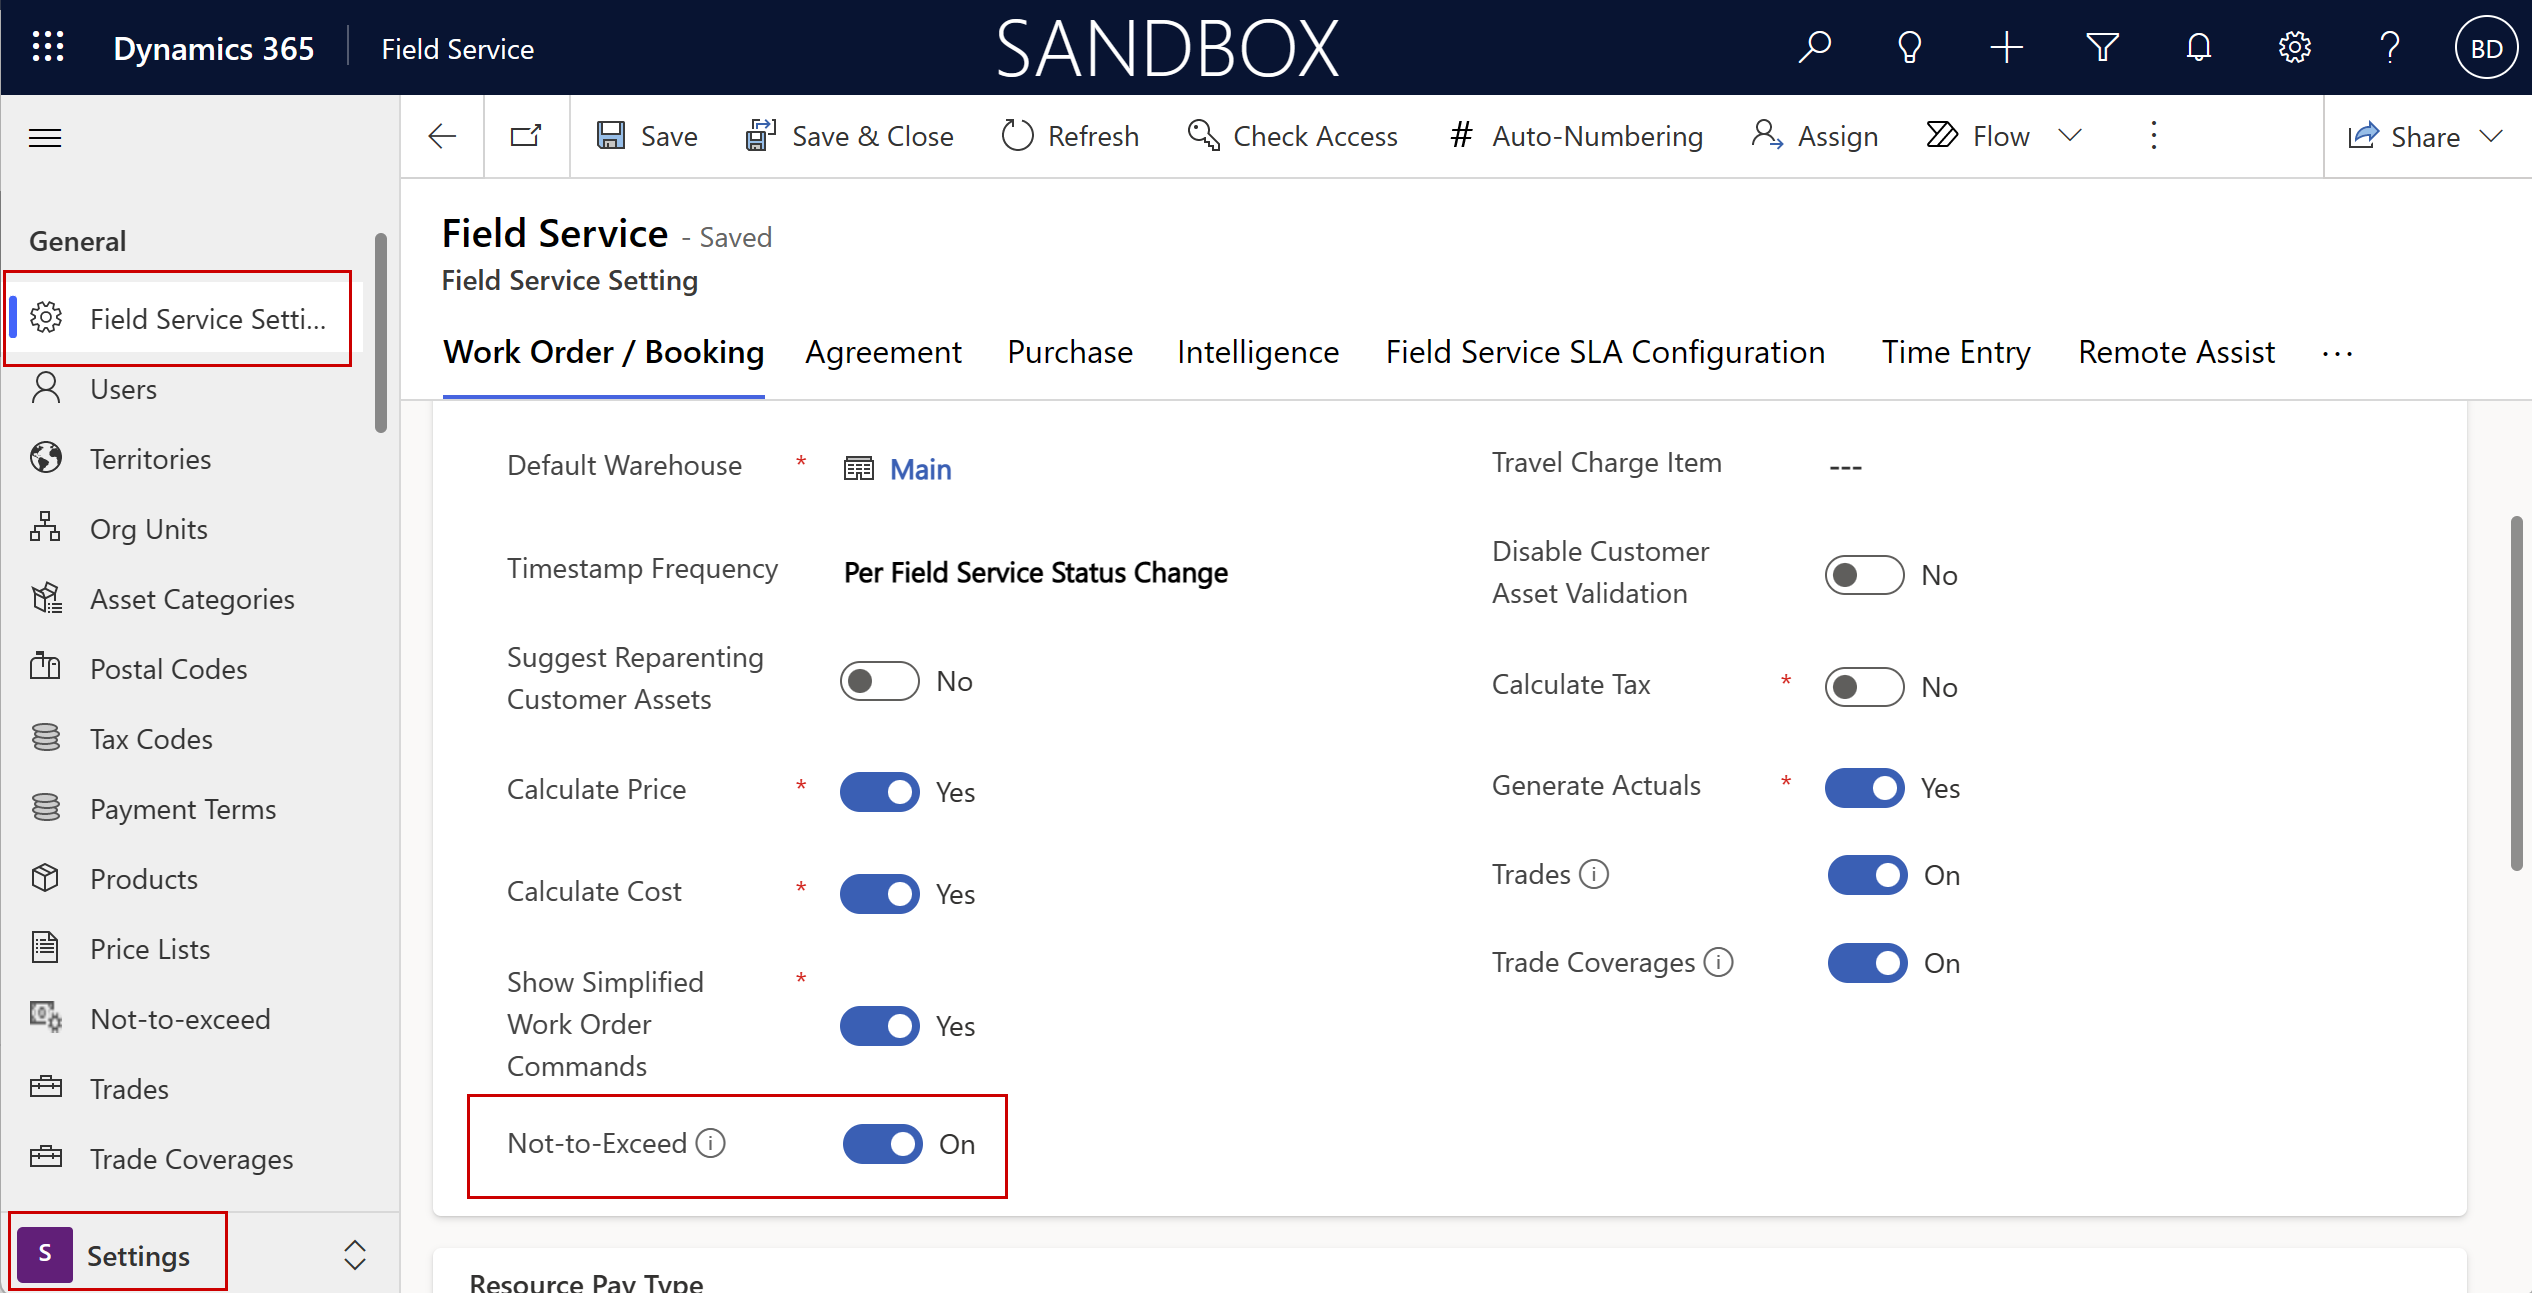 Dynamics 365
Field Service
SANDBOX
BD
Save
Save & Close
Refresh
Check Access
Auto-Numbering
Assign
Flow
Share
General
Field Service Setti...
Users
Territories
Org Units
Asset Categories
Postal Codes
Tax Codes
Payment Terms
Products
Price Lists
Not-to-exceed
Trades
Trade Coverages
S
Settings
Field Service - Saved
Field Service Setting
Work Order / Booking
Agreement
Purchase
Intelligence
Field Service SLA Configuration
Time Entry
Remote Assist
...
Default Warehouse * Main
Timestamp Frequency Per Field Service Status Change
Suggest Reparenting
Customer Assets
No
Calculate Price * Yes
Calculate Cost * Yes
Show Simplified *
Work Order
Commands
Yes
Not-to-Exceed On
Travel Charge Item ---
Disable Customer
Asset Validation
No
Calculate Tax * No
Generate Actuals * Yes
Trades On
Trade Coverages On
Resource Pay Type